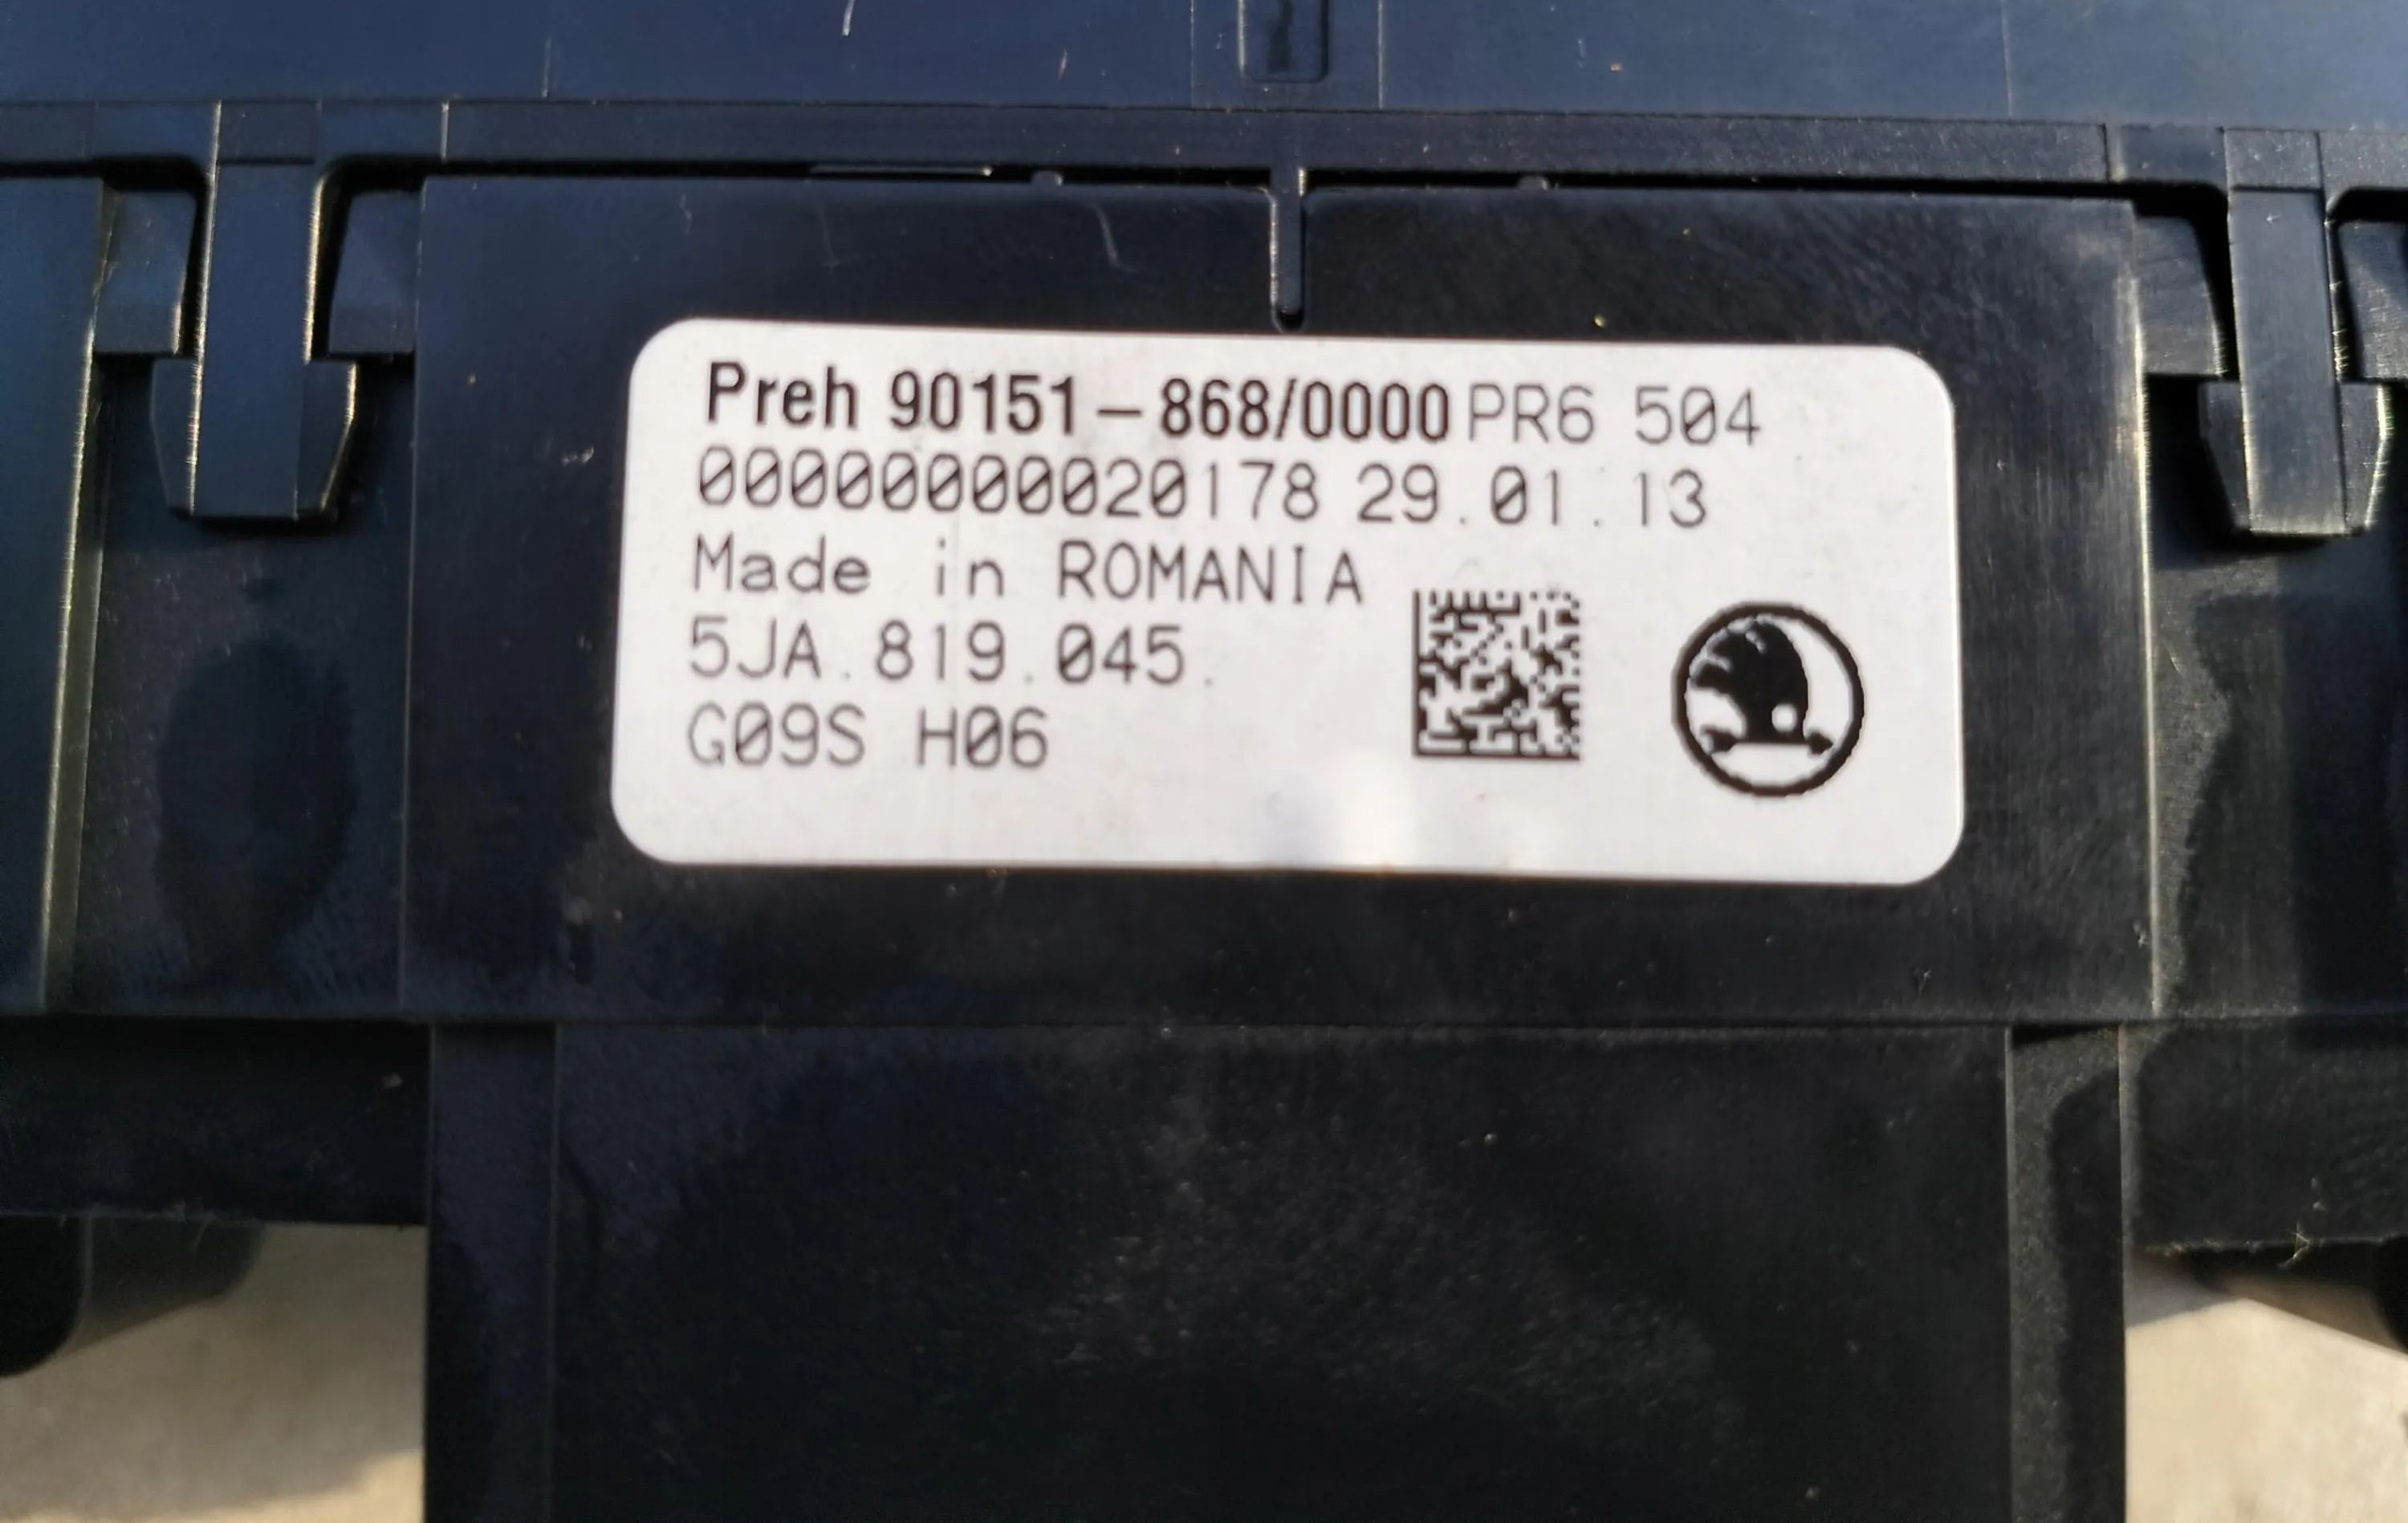 Preh 90151-868/0000 PR6 504
00000000020178 29.01.13
Made in ROMANIA
5JA.819.045.
G09S H06